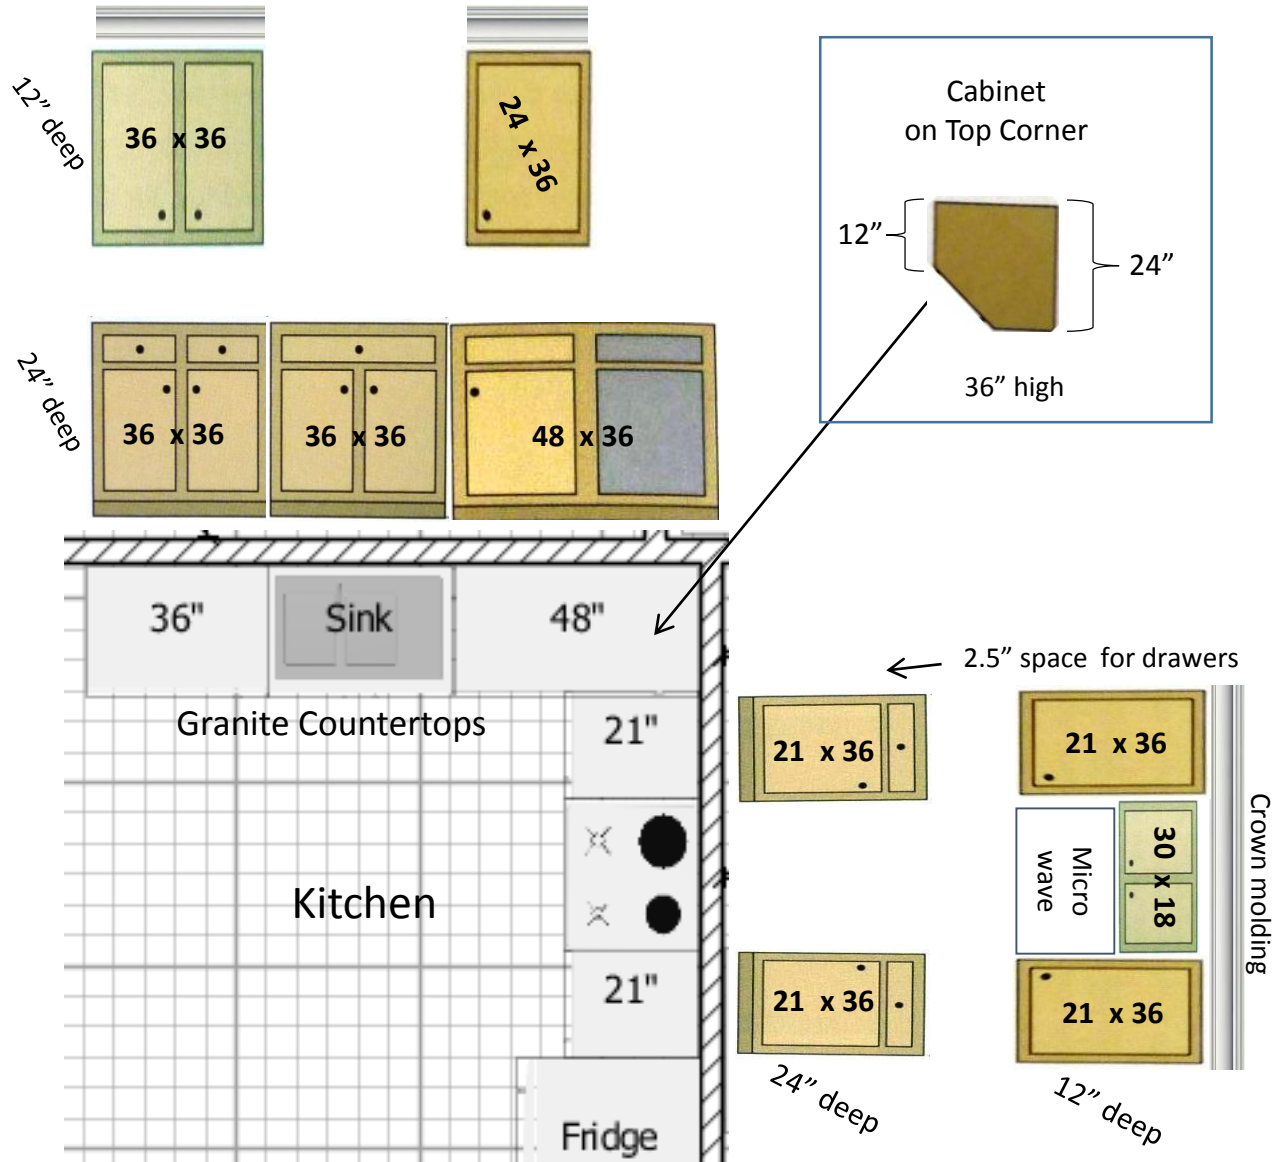 12” deep
36 x 36
24 x 36
Cabinet
on Top Corner
12”
24”
36” high
24” deep
36 x 36
36 x 36
48 x 36
36"
Sink
48"
Granite Countertops
21"
Kitchen
21"
Fridge
2.5” space for drawers
21 x 36
21 x 36
Micro
wave
30 x 18
Crown molding
21 x 36
21 x 36
24” deep
12” deep